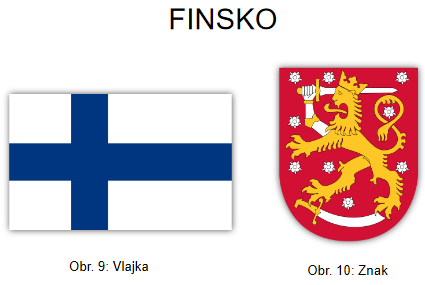 FINSKO
Obr. 9: Vlajka
Obr. 10: Znak